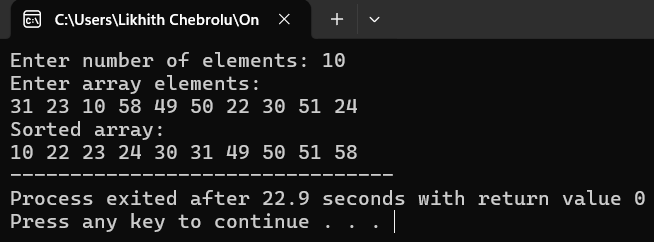 C:\Users\Likhith Chebrolu\On
Enter number of elements: 10
Enter array elements:
31 23 10 58 49 50 22 30 51 24
Sorted array:
10 22 23 24 30 31 49 50 51 58
--------------------------------
Process exited after 22.9 seconds with return value 0
Press any key to continue . . .